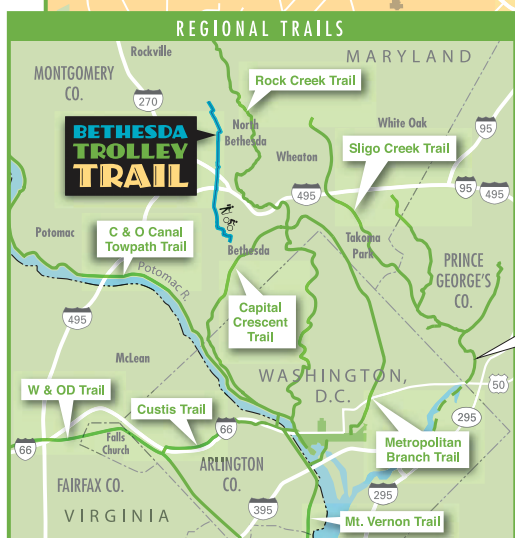 REGIONAL TRAILS
Rockville
MARYLAND
MONTGOMERY
CO.
Rock Creek Trail
270
BETHESDA
TROLLEY
TRAIL
North
Bethesda
White Oak
95
Wheaton
Sligo Creek Trail
495
95
495
Potomac
C & O Canal
Towpath Trail
Bethesda
Takoma
Park
PRINCE
GEORGE'S
CO.
Potomac R.
495
Capital
Crescent
Trail
McLean
WASHINGTON,
D.C.
50
W & OD Trail
Custis Trail
295
66
66
Falls
Church
Metropolitan
Branch Trail
ARLINGTON
CO.
FAIRFAX CO.
295
395
VIRGINIA
Mt. Vernon Trail